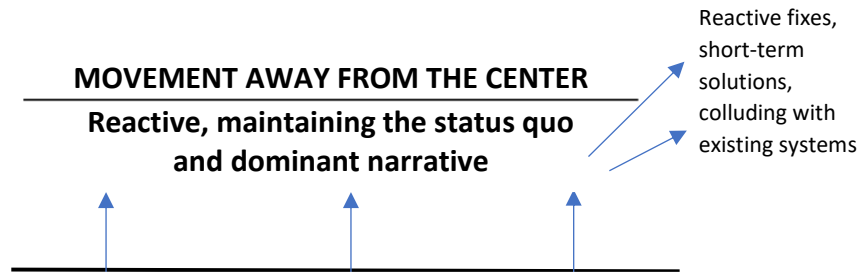 MOVEMENT AWAY FROM THE CENTER
Reactive, maintaining the status quo
and dominant narrative
Reactive fixes,
short-term
solutions,
colluding with
existing systems